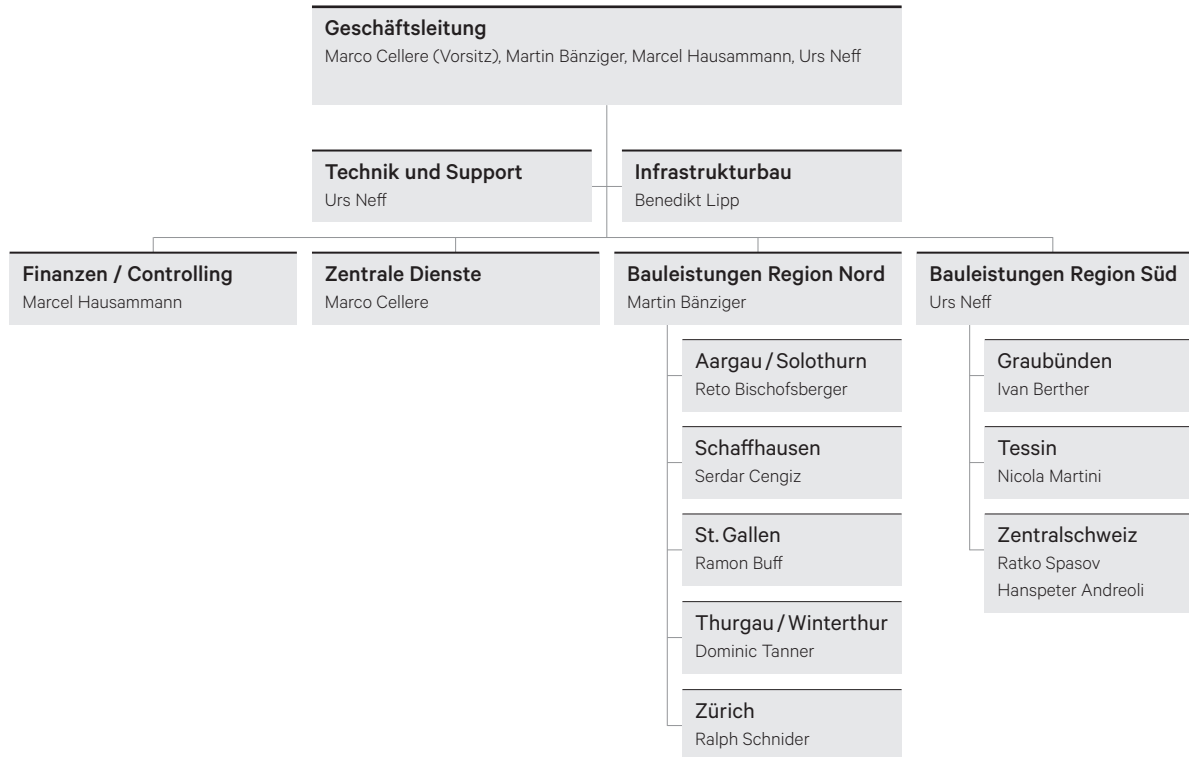 Geschäftsleitung
Marco Cellere (Vorsitz), Martin Bänziger, Marcel Hausammann, Urs Neff
Technik und Support
Urs Neff
Infrastrukturbau
Benedikt Lipp
Finanzen / Controlling
Marcel Hausammann
Zentrale Dienste
Marco Cellere
Bauleistungen Region Nord
Martin Bänziger
Aargau / Solothurn
Reto Bischofsberger
Schaffhausen
Serdar Cengiz
St. Gallen
Ramon Buff
Thurgau / Winterthur
Dominic Tanner
Zürich
Ralph Schnider
Bauleistungen Region Süd
Urs Neff
Graubünden
Ivan Berther
Tessin
Nicola Martini
Zentralschweiz
Ratko Spasov
Hanspeter Andreoli